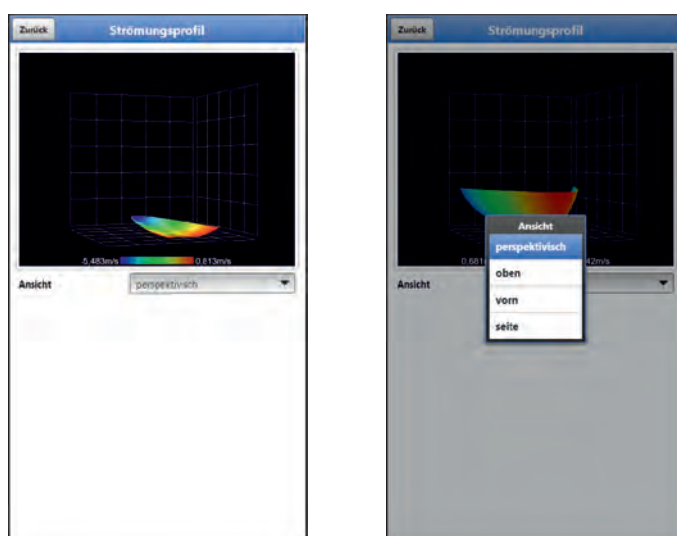 Zurück
Strömungsprofil
-5,483m/s
0,813m/s
Ansicht
perspektivisch
Zurück
Strömungsprofil
Ansicht
perspektivisch
oben
vorn
seite
Ansicht